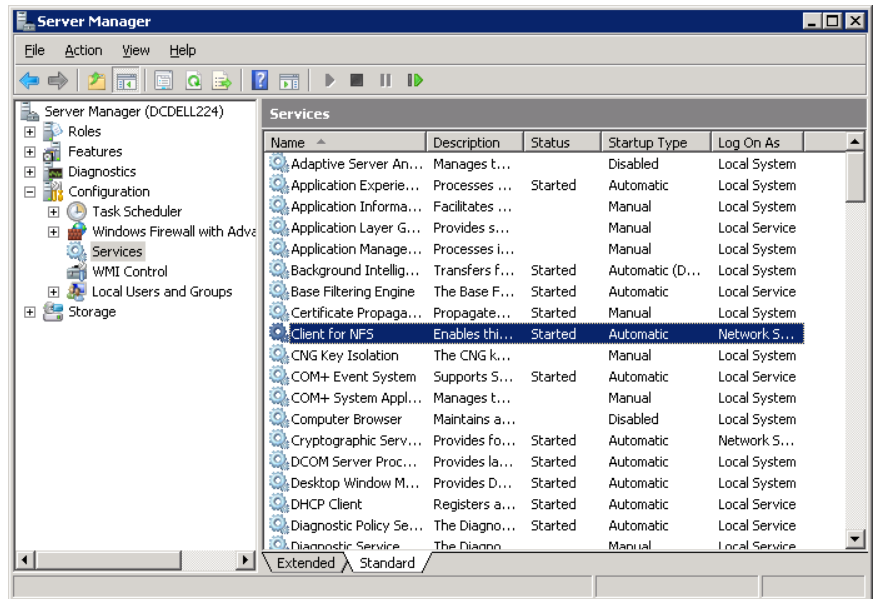 Server Manager
File Action View Help
Server Manager (DCDELL224)
Roles
Features
Diagnostics
Configuration
Task Scheduler
Windows Firewall with Adva
Services
WMI Control
Local Users and Groups
Storage
Services
Name Description Status Startup Type Log On As
Adaptive Server An... Manages t... Disabled Local System
Application Experie... Processes ... Started Automatic Local System
Application Informa... Facilitates ... Manual Local System
Application Layer G... Provides s... Manual Local Service
Application Manage... Processes i... Manual Local System
Background Intellig... Transfers f... Started Automatic (D... Local System
Base Filtering Engine The Base F... Started Automatic Local Service
Certificate Propaga... Propagate... Started Manual Local System
Client for NFS Enables thi... Started Automatic Network S...
CNG Key Isolation The CNG k... Manual Local System
COM+ Event System Supports S... Started Automatic Local Service
COM+ System Appl... Manages t... Manual Local System
Computer Browser Maintains a... Disabled Local System
Cryptographic Serv... Provides fo... Started Automatic Network S...
DCOM Server Proc... Provides la... Started Automatic Local System
Desktop Window M... Provides D... Started Automatic Local System
DHCP Client Registers a... Started Automatic Local Service
Diagnostic Policy Se... The Diagno... Started Automatic Local Service
Diagnostic Service The Diagno Manual Local Service
Extended Standard